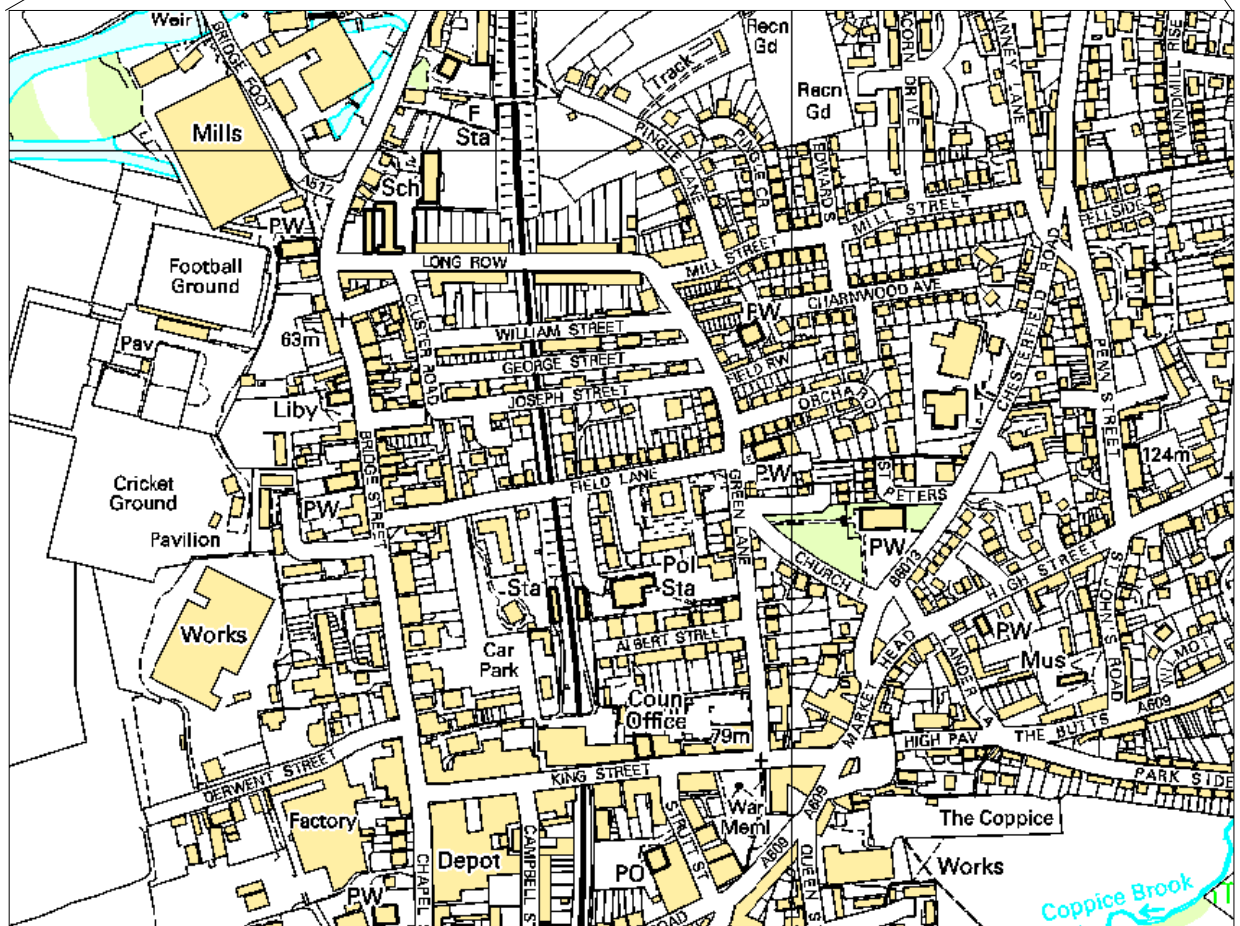 Weir
BRIDGE FOOT
Mills
F
Sta
Track
Recn
Gd
Recn
Gd
ACORN DRIVE
WINDMILL RISE
PINGLE LANE
PINGLE CR
A517
Sch
PW
MILL STREET
FELLSIDE
Football
Ground
LONG ROW
MILL STREET
CHESTERFIELD ROAD
CHARNWOOD AVE
CLUSTER ROAD
WILLIAM STREET
PW
63m
Pav
GEORGE STREET
FIELD RW
PENN STREET
JOSEPH STREET
ORCHARD
Liby
BRIDGE STREET
Cricket
Ground
FIELD LANE
GREEN LANE
PW
ST
PETERS
124m
PW
Pavilion
PW
CHURCH L
B6013
HIGH STREET
ST JOHN'S ROAD
Sta
Pol
Sta
Works
ALBERT STREET
PW
Car
Park
MARKET HEAD
Mus
Coun
Office
79m
A609
HIGH PAV
THE BUTTS
DERWENT STREET
KING STREET
PARK SIDE
War
Meml
A609
The Coppice
Factory
STRUTT ST
A609
Depot
CAMPBELL S
PO
CHAPEL
QUEEN S
Works
PW
ROAD
Coppice Brook